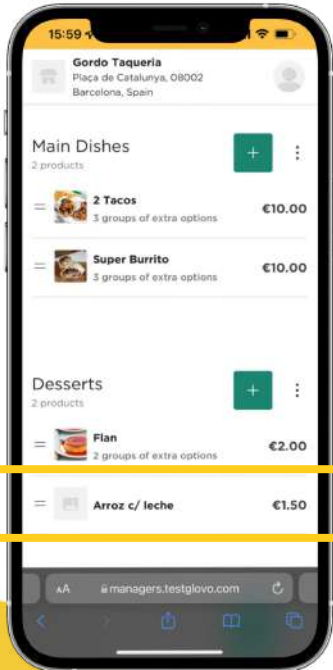 15:59
Gordo Taqueria
Plaça de Catalunya, 08002
Barcelona, Spain
Main Dishes
2 products
+
2 Tacos
3 groups of extra options
€10.00
Super Burrito
3 groups of extra options
€10.00
Desserts
2 products
+
Flan
2 groups of extra options
€2.00
Arroz c/ leche
€1.50
AA
managers.testglovo.com